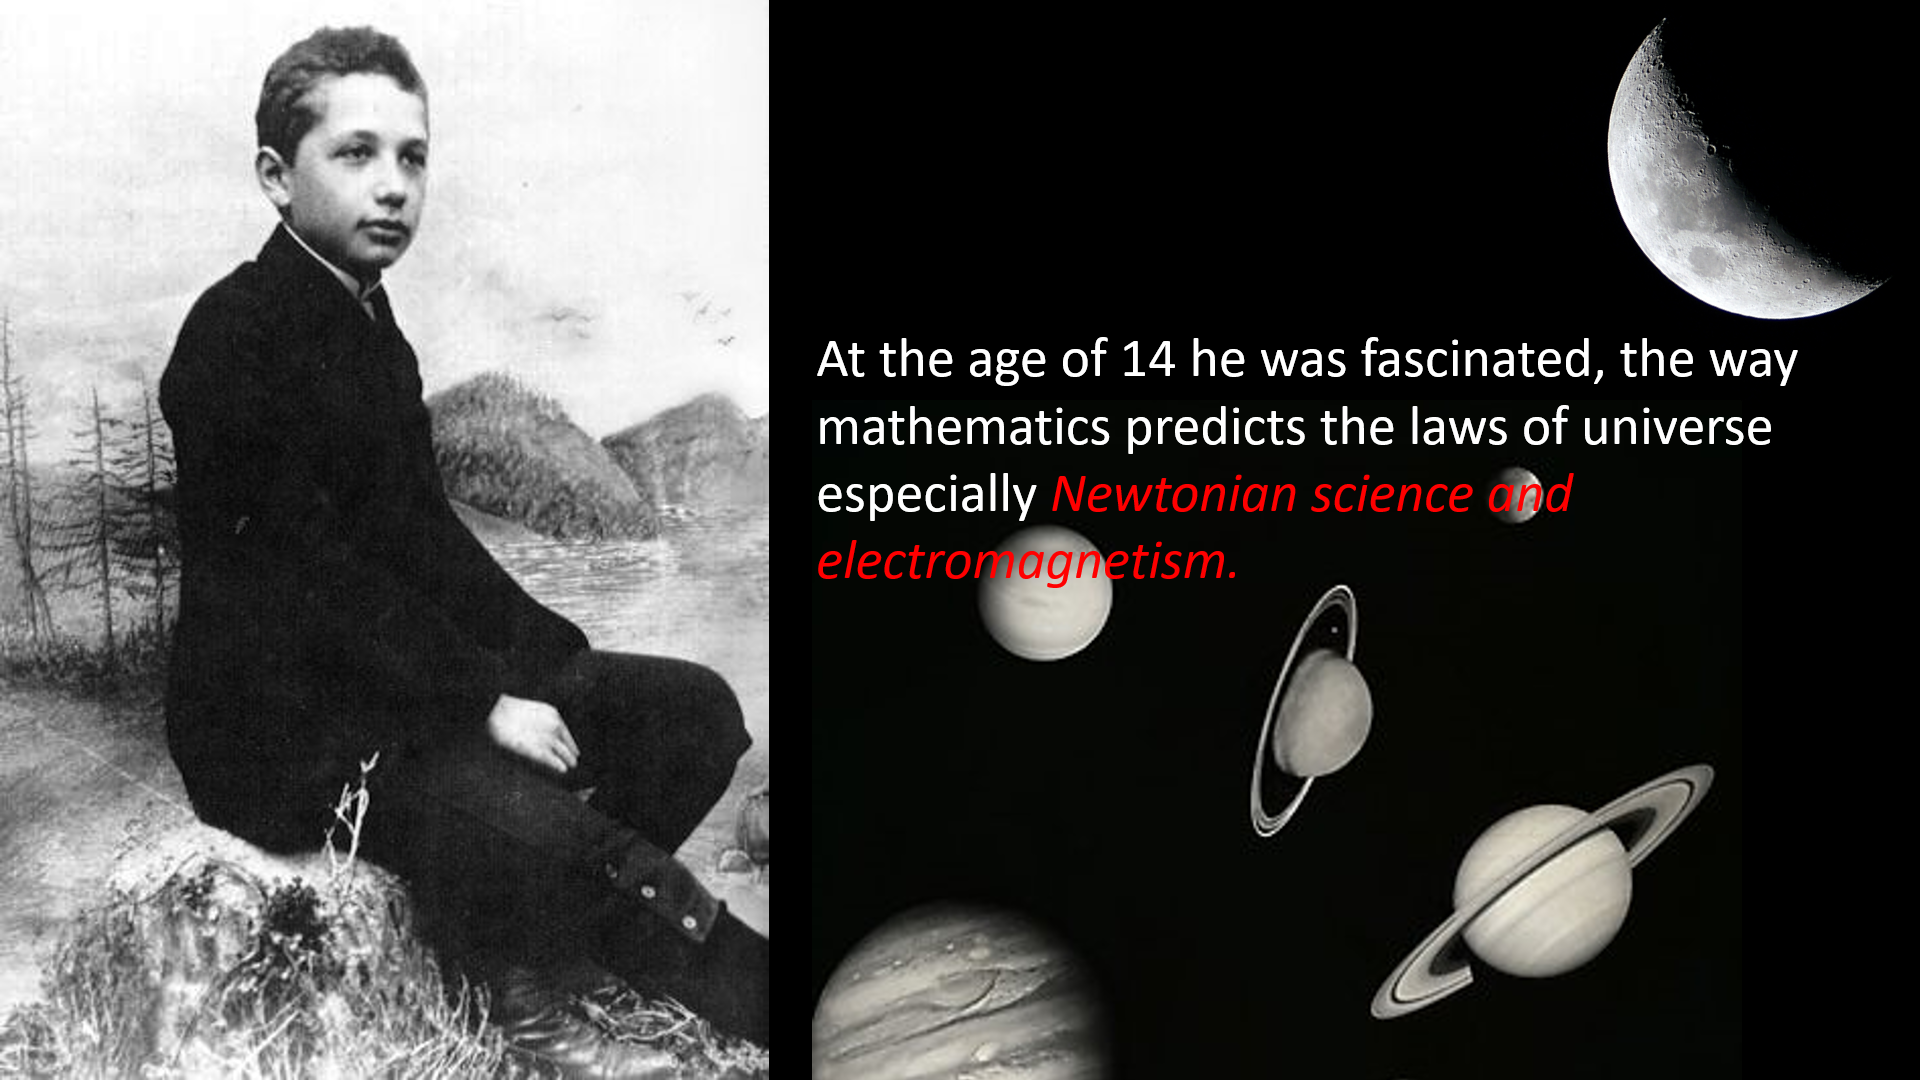 At the age of 14 he was fascinated, the way
mathematics predicts the laws of universe
especially Newtonian science and
electromagnetism.